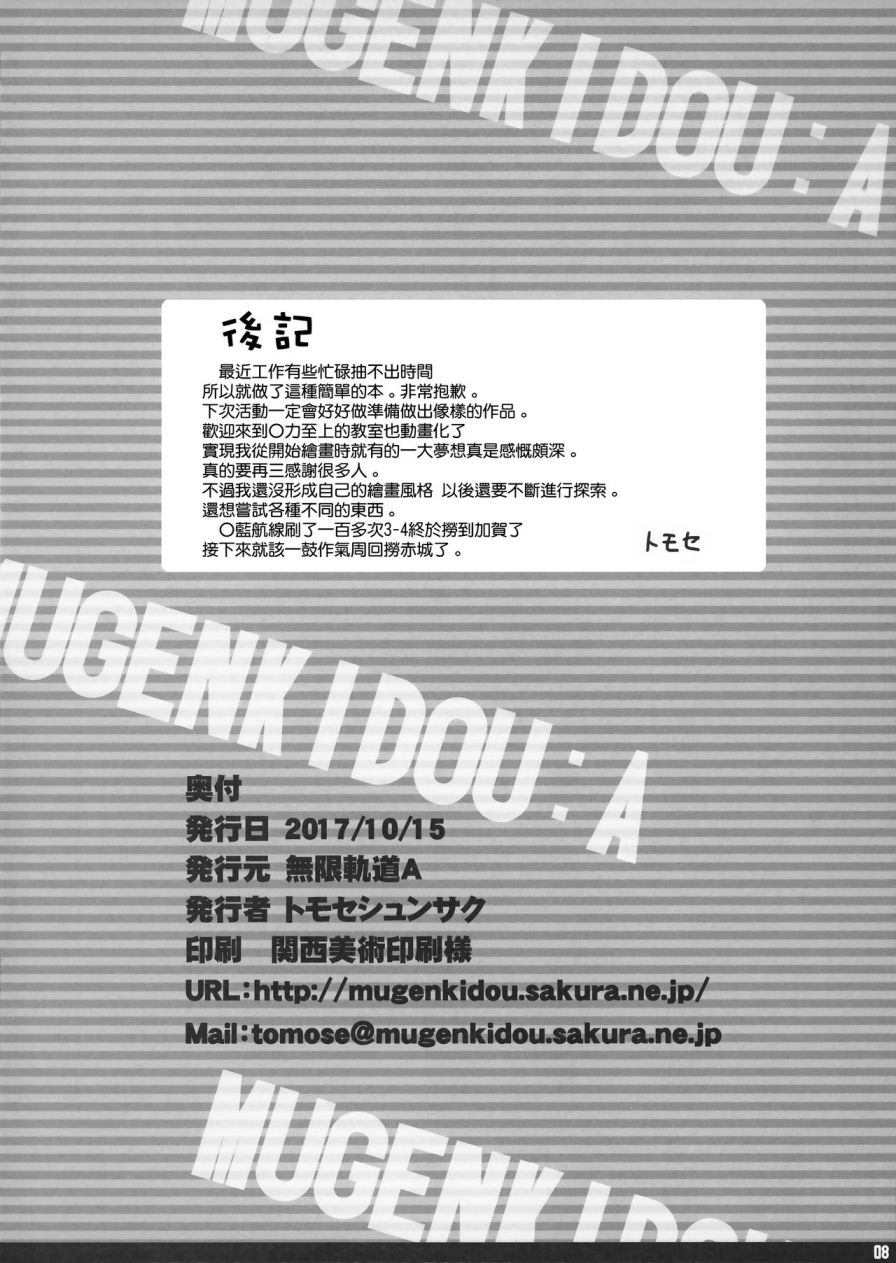 MUGENKIDOU:A
後記
最近工作有些忙碌抽不出時間
所以就做了這種簡單的本。非常抱歉。
下次活動一定會好好做準備做出像樣的作品。
歡迎來到〇力至上的教室也動畫化了
實現我從開始繪畫時就有的一大夢想真是感慨頗深。
真的要再三感謝很多人。
不過我還沒形成自己的繪畫風格 以後還要不斷進行探索。
還想嘗試各種不同的東西。
〇藍航線刷了一百多次3-4終於撈到加賀了
接下來就該一鼓作氣周回撈赤城了。
トモセ
MUGENKIDOU:A
奥付
発行日 2017/10/15
発行元 無限軌道A
発行者 トモセシュンサク
印刷　関西美術印刷様
URL:http://mugenkidou.sakura.ne.jp/
Mail:tomose@mugenkidou.sakura.ne.jp
MUGENKIDOU
08